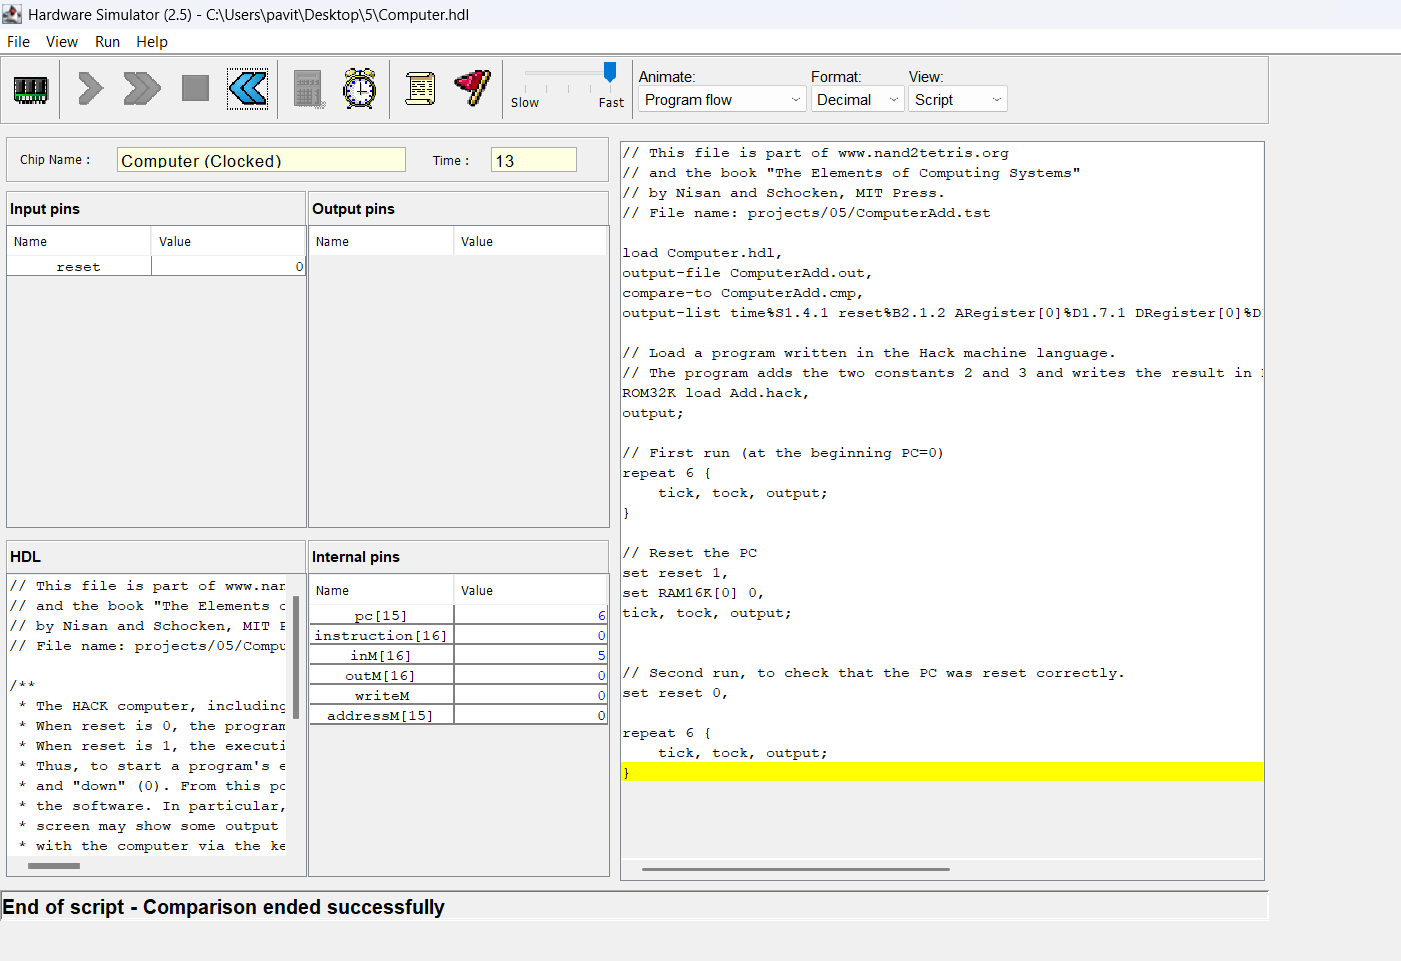 Hardware Simulator (2.5) - C:\Users\pavit\Desktop\5\Computer.hdl
File View Run Help
Slow Fast
Animate: Format: View:
Program flow Decimal Script
Chip Name : Computer (Clocked) Time : 13
Input pins
Name Value
reset 0
Output pins
Name Value
HDL
// This file is part of www.nan
// and the book "The Elements o
// by Nisan and Schocken, MIT P
// File name: projects/05/Compu
/**
* The HACK computer, including
* When reset is 0, the program
* When reset is 1, the executi
* Thus, to start a program's e
* and "down" (0). From this po
* the software. In particular,
* screen may show some output
* with the computer via the ke
Internal pins
Name Value
pc[15] 6
instruction[16] 0
inM[16] 5
outM[16] 0
writeM 0
addressM[15] 0
// This file is part of www.nand2tetris.org
// and the book "The Elements of Computing Systems"
// by Nisan and Schocken, MIT Press.
// File name: projects/05/ComputerAdd.tst
load Computer.hdl,
output-file ComputerAdd.out,
compare-to ComputerAdd.cmp,
output-list time%S1.4.1 reset%B2.1.2 ARegister[0]%D1.7.1 DRegister[0]%D
// Load a program written in the Hack machine language.
// The program adds the two constants 2 and 3 and writes the result in
ROM32K load Add.hack,
output;
// First run (at the beginning PC=0)
repeat 6 {
tick, tock, output;
}
// Reset the PC
set reset 1,
set RAM16K[0] 0,
tick, tock, output;
// Second run, to check that the PC was reset correctly.
set reset 0,
repeat 6 {
tick, tock, output;
}
End of script - Comparison ended successfully